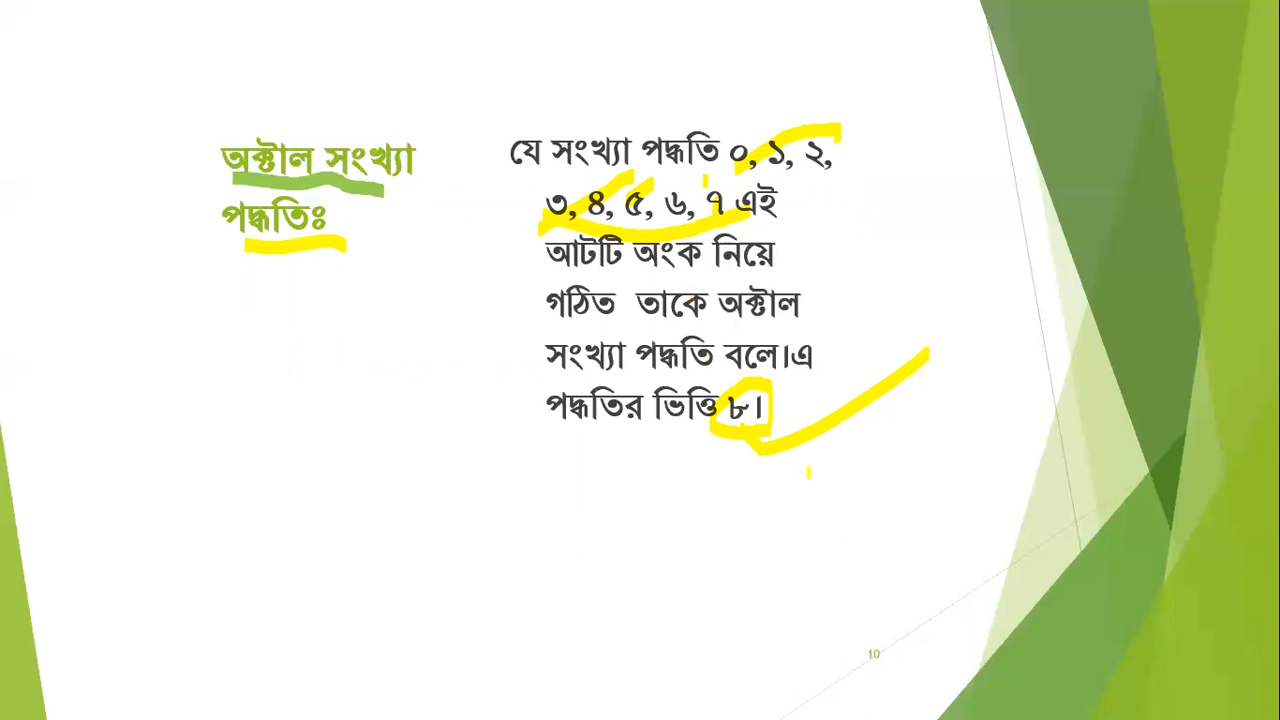 অক্টাল সংখ্যা
পদ্ধতিঃ
যে সংখ্যা পদ্ধতি ০, ১, ২,
৩, ৪, ৫, ৬, ৭ এই
আটটি অংক নিয়ে
গঠিত তাকে অক্টাল
সংখ্যা পদ্ধতি বলে।এ
পদ্ধতির ভিত্তি ৮।
10